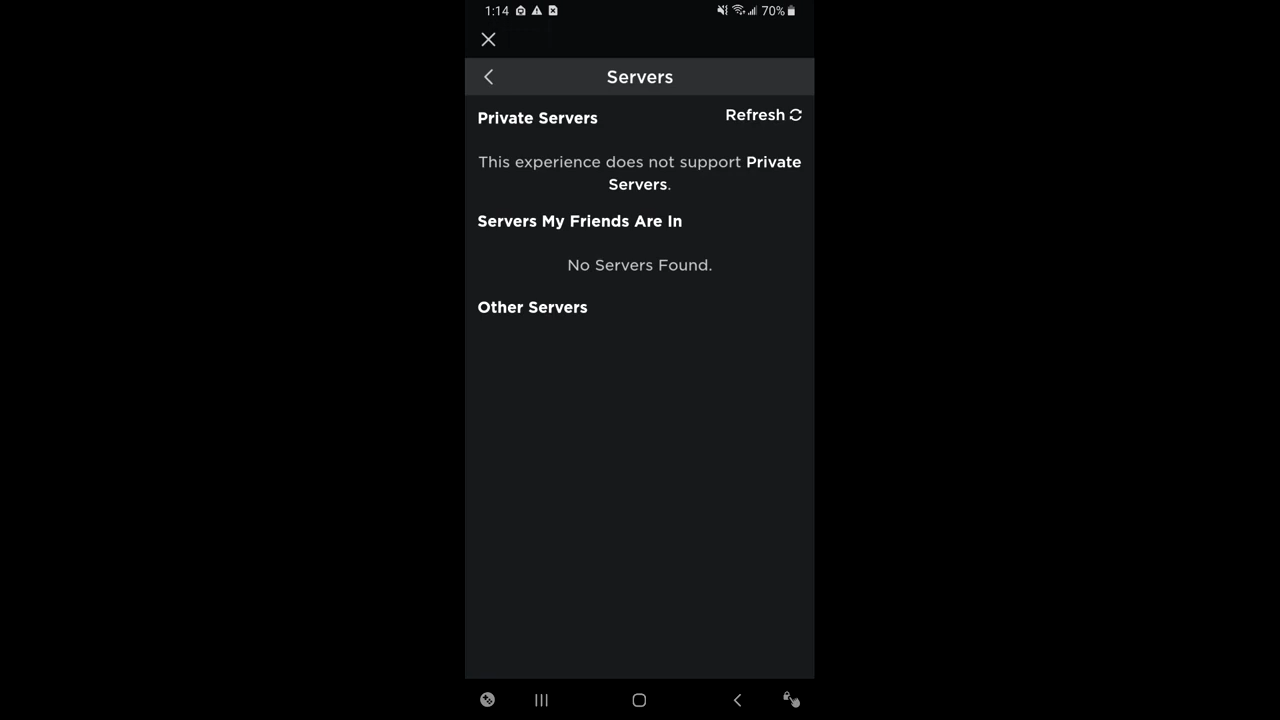 1:14
70%
Servers
Private Servers
Refresh
This experience does not support Private
Servers.
Servers My Friends Are In
No Servers Found.
Other Servers